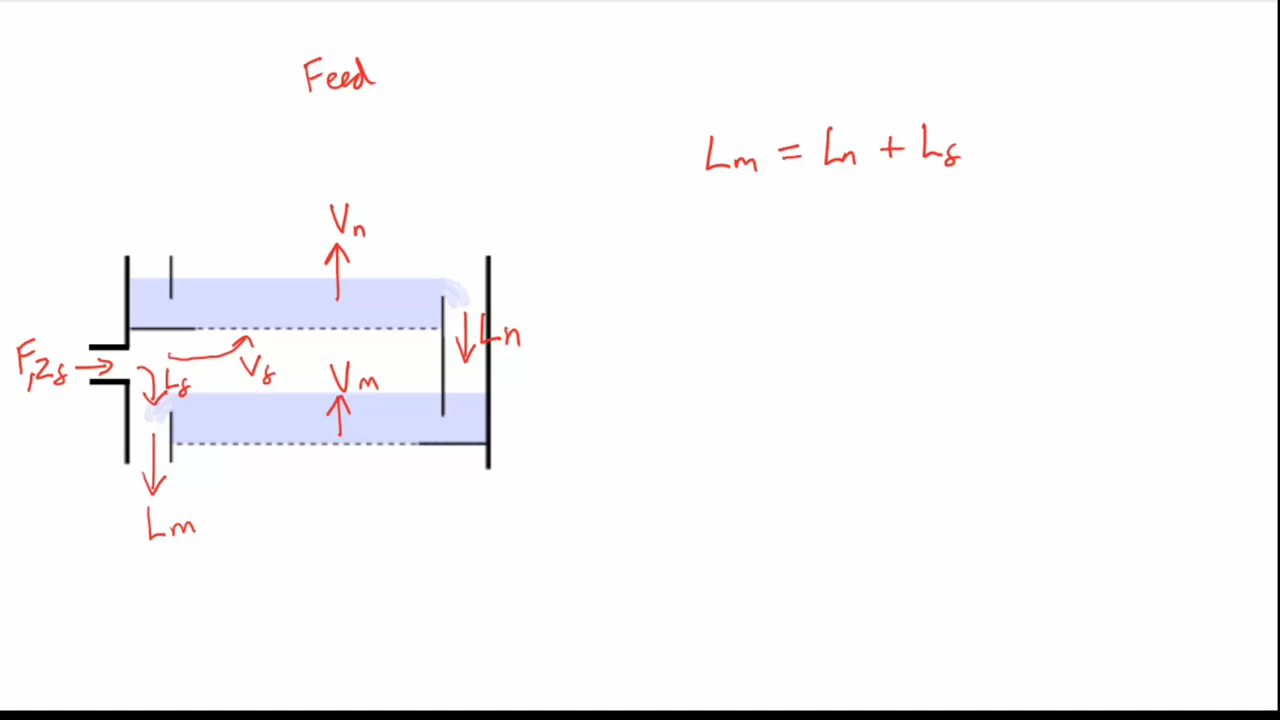 Feed
Lm = Ln + Lf
Vn
Ln
F, Zf
Lf
Vf
Vm
Lm